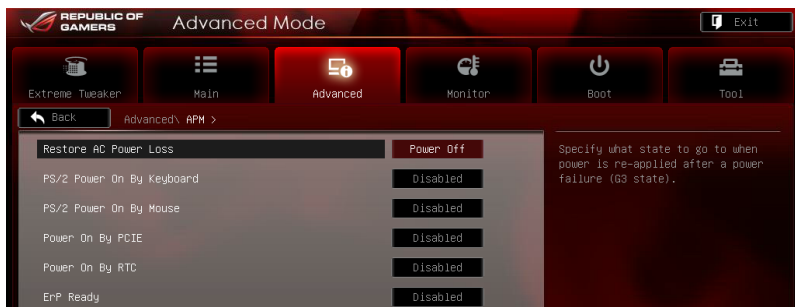 REPUBLIC OF
GAMERS
Advanced Mode
Exit
Extreme Tweaker
Main
Advanced
Monitor
Boot
Tool
Back
Advanced\ APM >
Restore AC Power Loss
Power Off
PS/2 Power On By Keyboard
Disabled
PS/2 Power On By Mouse
Disabled
Power On By PCIE
Disabled
Power On By RTC
Disabled
ErP Ready
Disabled
Specify what state to go to when
power is re-applied after a power
failure (G3 state).